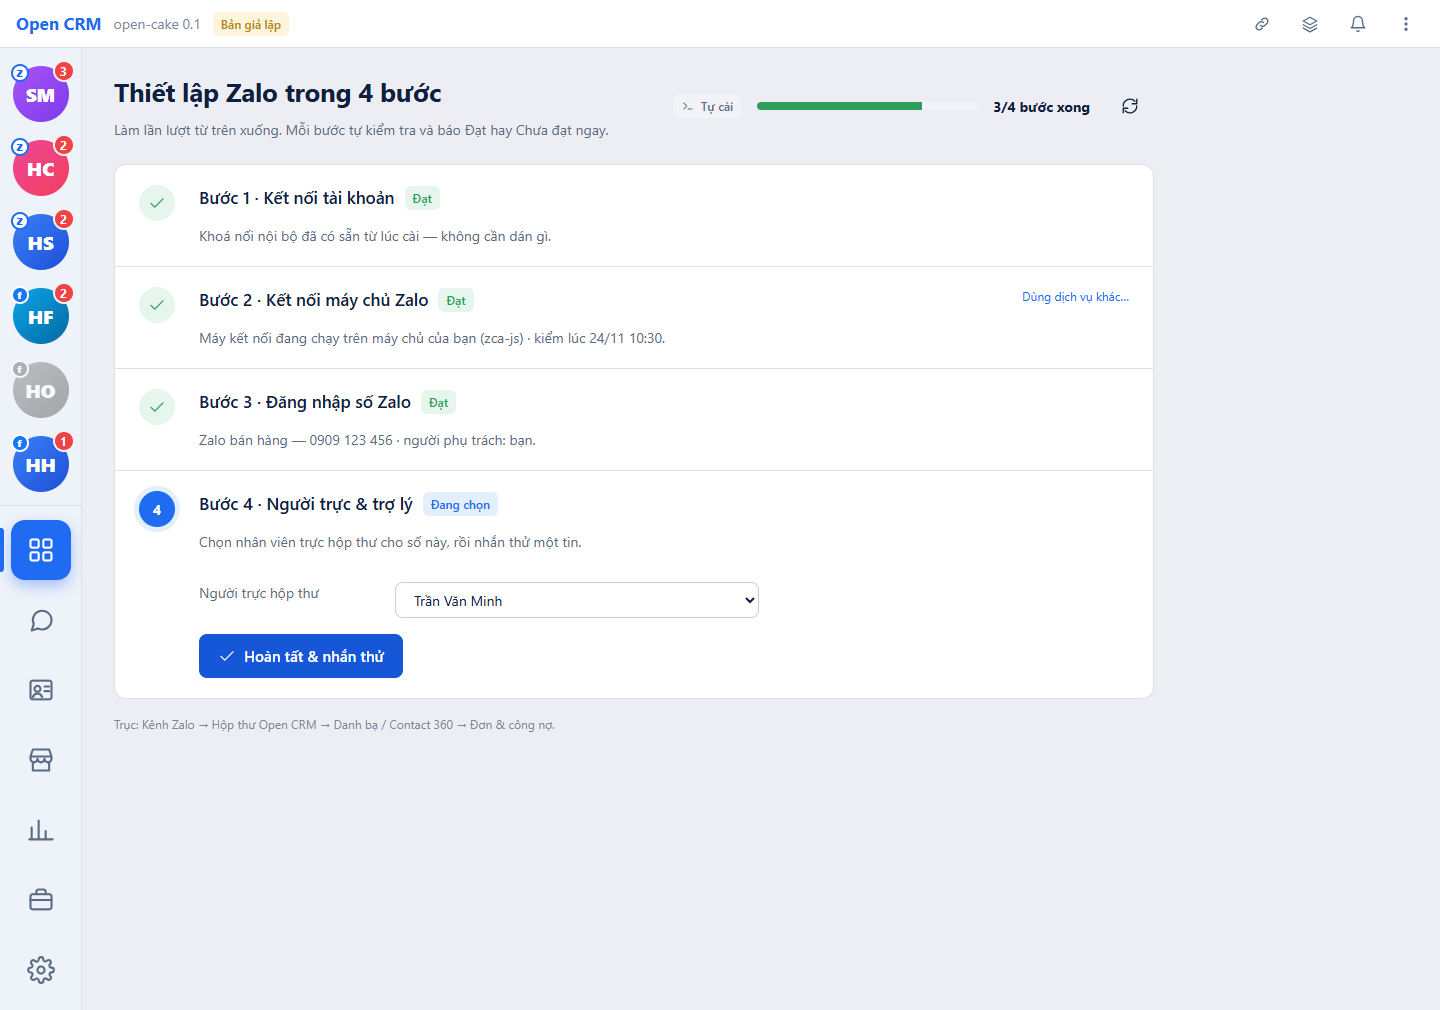 Open CRM open-cake 0.1 Bản giả lập
z 3
SM
z 2
HC
z 2
HS
f 2
HF
f
HO
f 1
HH
Thiết lập Zalo trong 4 bước
Làm lần lượt từ trên xuống. Mỗi bước tự kiểm tra và báo Đạt hay Chưa đạt ngay.
Tự cài
3/4 bước xong
Bước 1 · Kết nối tài khoản Đạt
Khoá nối nội bộ đã có sẵn từ lúc cài — không cần dán gì.
Bước 2 · Kết nối máy chủ Zalo Đạt
Dùng dịch vụ khác...
Máy kết nối đang chạy trên máy chủ của bạn (zca-js) · kiểm lúc 24/11 10:30.
Bước 3 · Đăng nhập số Zalo Đạt
Zalo bán hàng — 0909 123 456 · người phụ trách: bạn.
4 Bước 4 · Người trực & trợ lý Đang chọn
Chọn nhân viên trực hộp thư cho số này, rồi nhắn thử một tin.
Người trực hộp thư Trần Văn Minh
Hoàn tất & nhắn thử
Trục: Kênh Zalo → Hộp thư Open CRM → Danh bạ / Contact 360 → Đơn & công nợ.